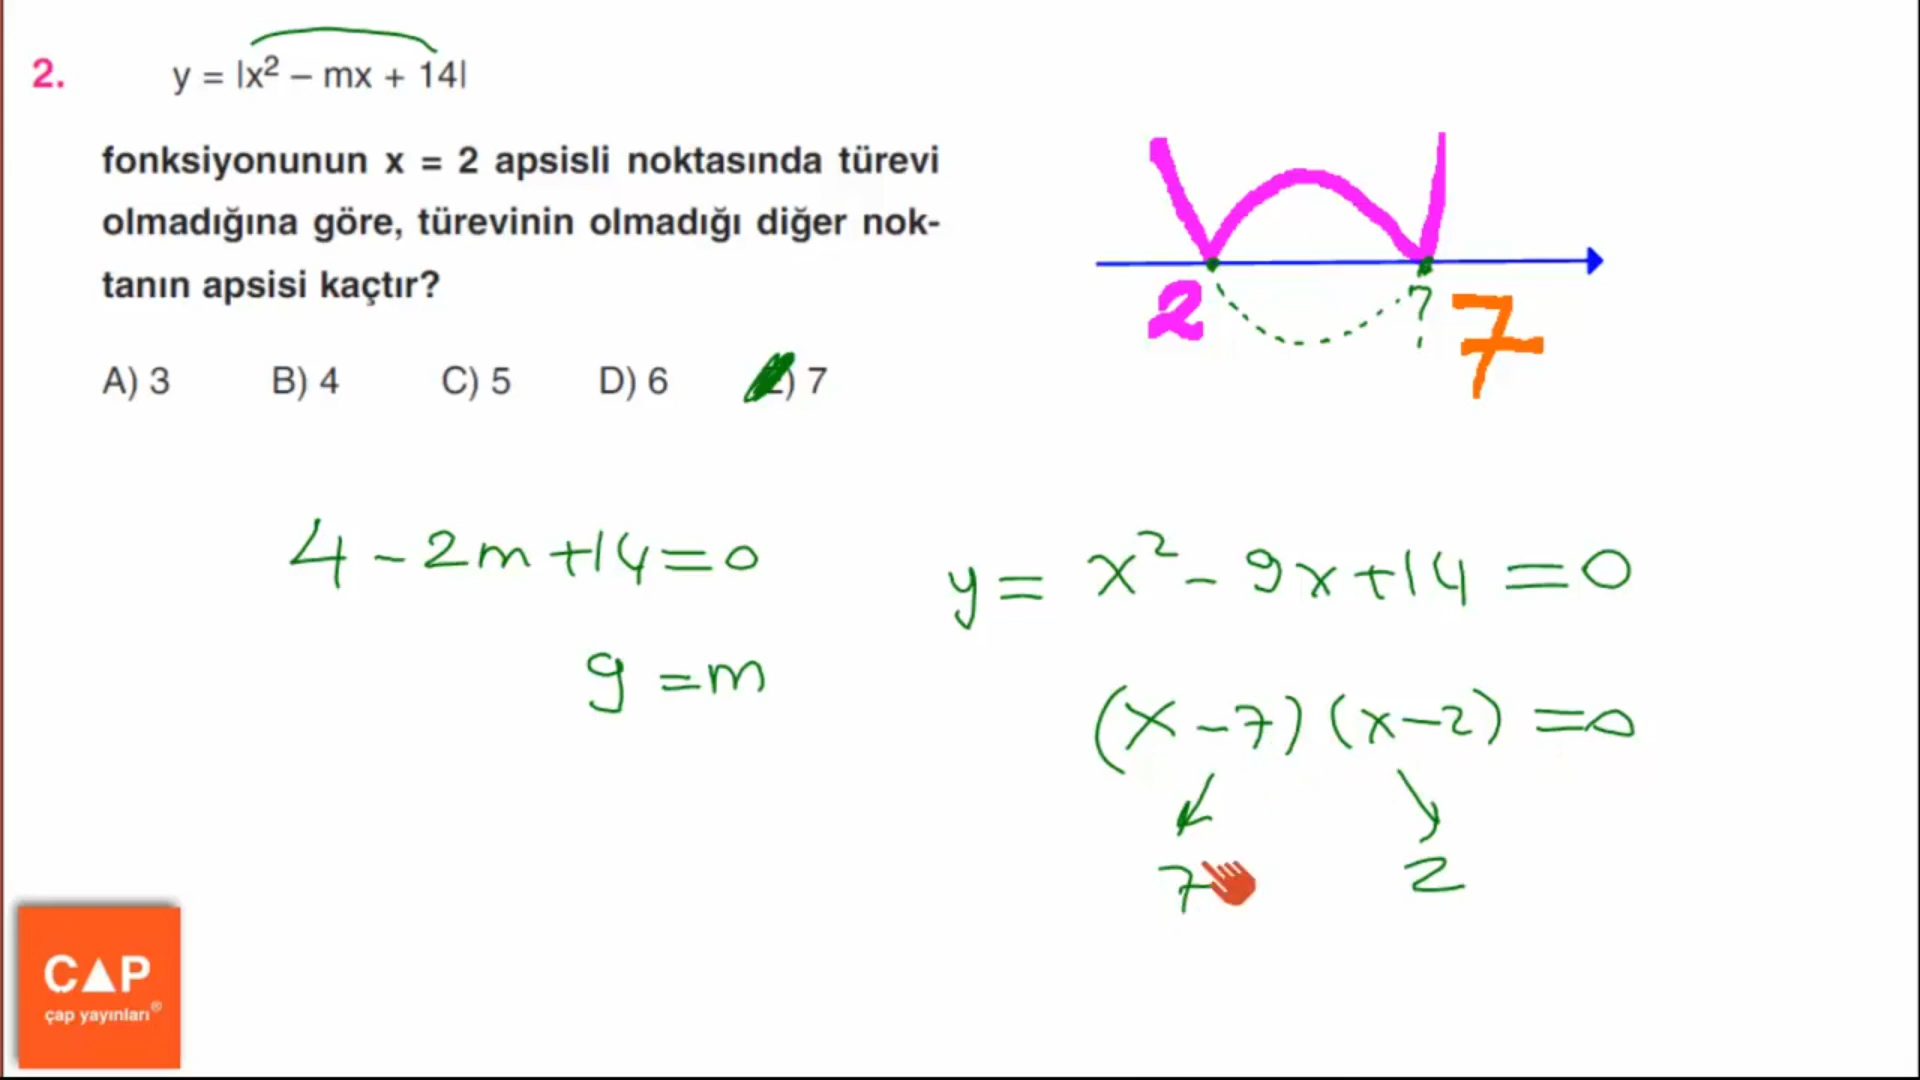 2. y = |x² – mx + 14|
fonksiyonunun x = 2 apsisli noktasında türevi
olmadığına göre, türevinin olmadığı diğer nok-
tanın apsisi kaçtır?
A) 3 B) 4 C) 5 D) 6 ) 7
2 ? 7
4 - 2m + 14 = 0
9 = m
y = x² - 9x + 14 = 0
(x - 7) (x - 2) = 0
7 2
ÇAP
çap yayınları®